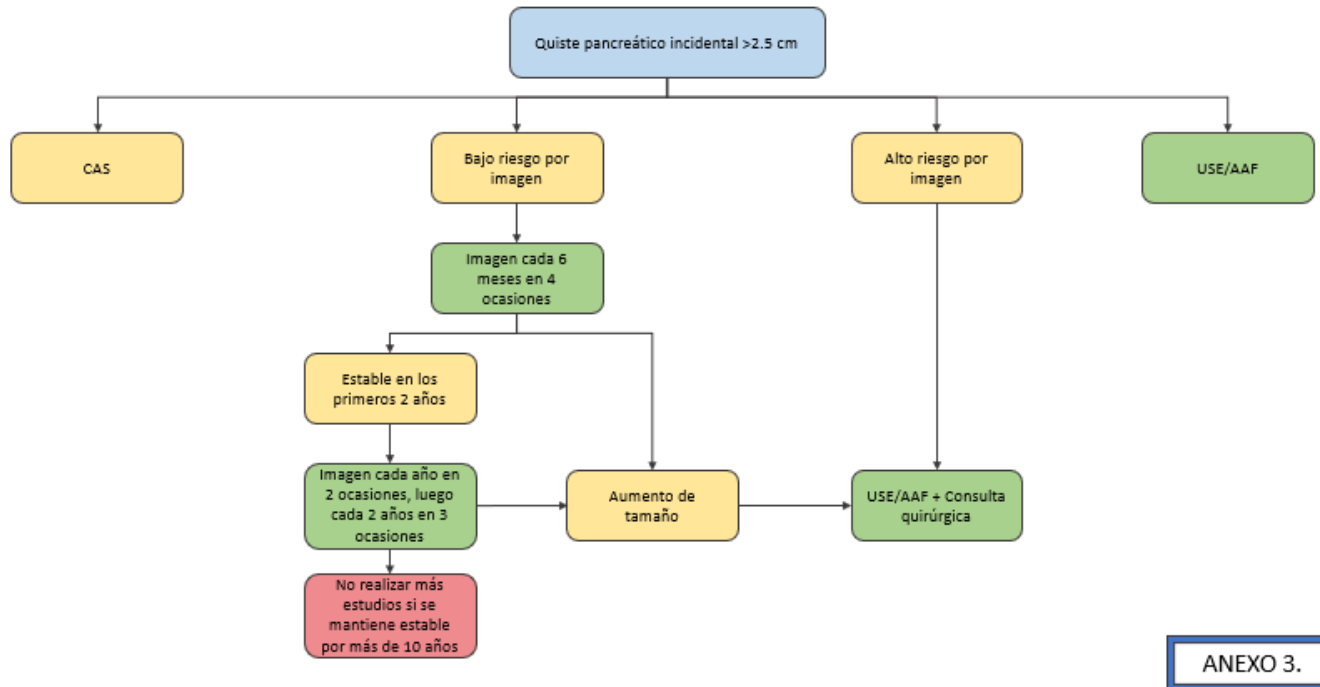 Quiste pancreático incidental >2.5 cm
CAS
Bajo riesgo por
imagen
Alto riesgo por
imagen
USE/AAF
Imagen cada 6
meses en 4
ocasiones
Estable en los
primeros 2 años
Imagen cada año en
2 ocasiones, luego
cada 2 años en 3
ocasiones
Aumento de
tamaño
USE/AAF + Consulta
quirúrgica
No realizar más
estudios si se
mantiene estable
por más de 10 años
ANEXO 3.